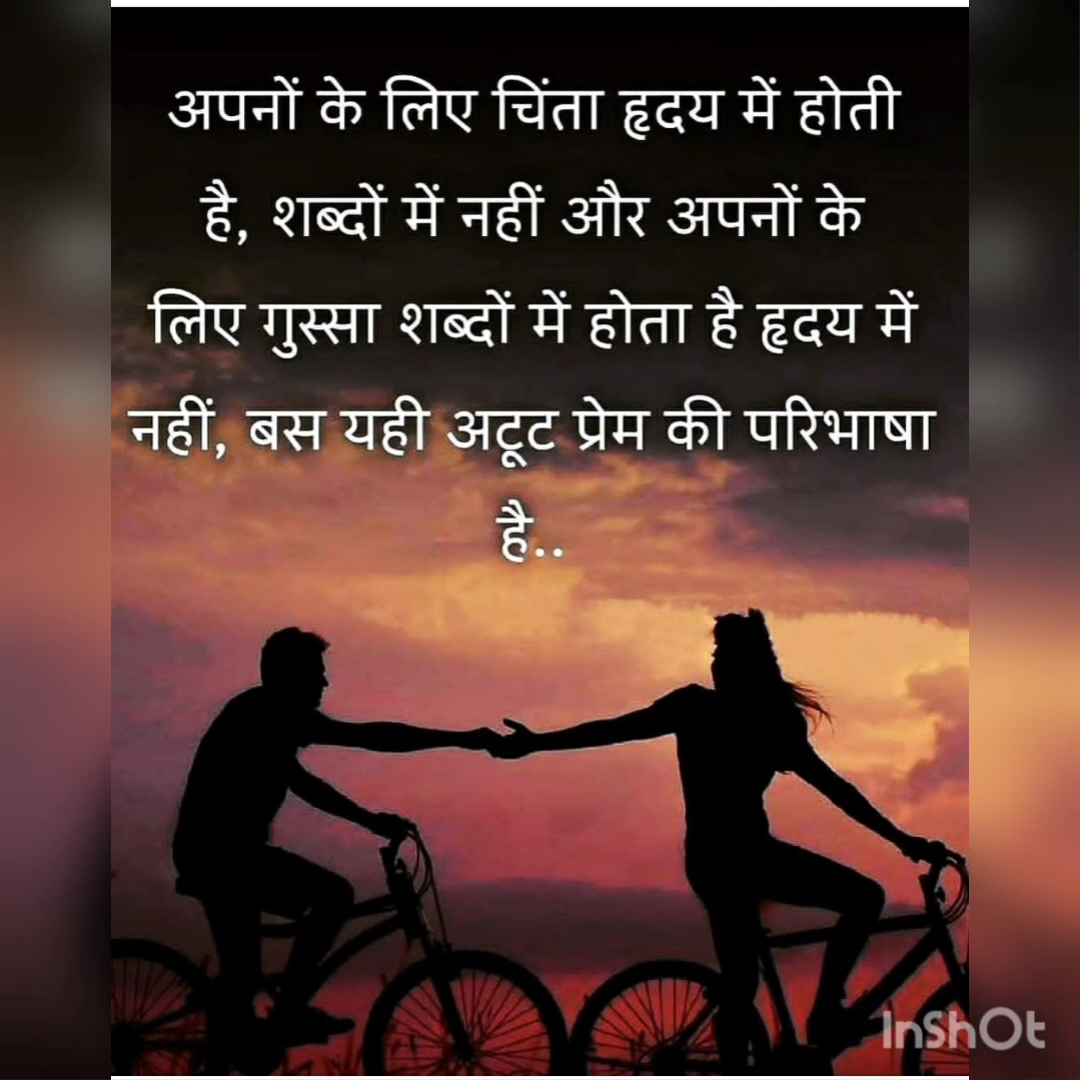 अपनों के लिए चिंता हृदय में होती
है, शब्दों में नहीं और अपनों के
लिए गुस्सा शब्दों में होता है हृदय में
नहीं, बस यही अटूट प्रेम की परिभाषा
है..
InShOt